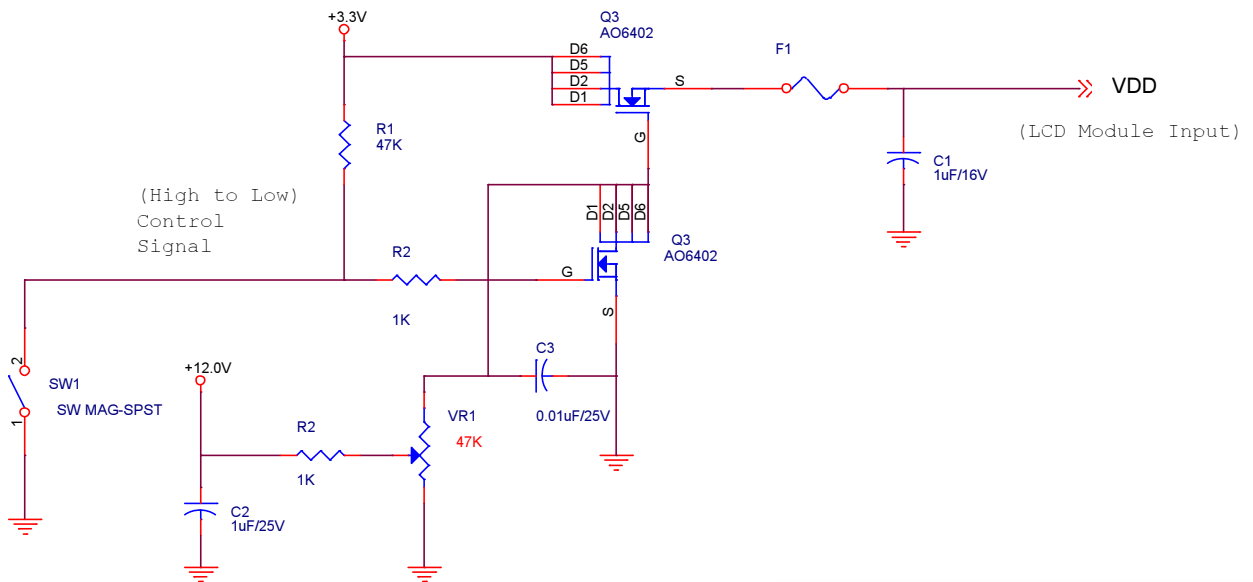 +3.3V
Q3
AO6402
D6
D5
D2
D1
S
G
F1
VDD
(LCD Module Input)
R1
47K
C1
1uF/16V
(High to Low)
Control
Signal
D1
D2
D5
D6
Q3
AO6402
R2
1K
G
S
2
1
SW1
SW MAG-SPST
+12.0V
C3
0.01uF/25V
R2
1K
VR1
47K
C2
1uF/25V